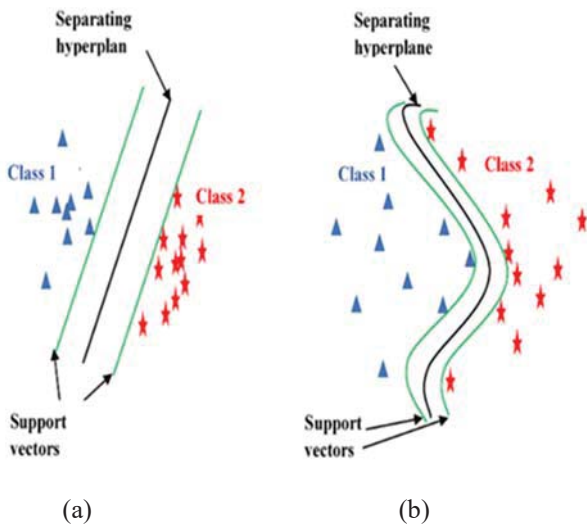 Separating
hyperplan
Class 1
Class 2
Support
vectors
(a)
Separating
hyperplane
Class 1
Class 2
Support
vectors
(b)